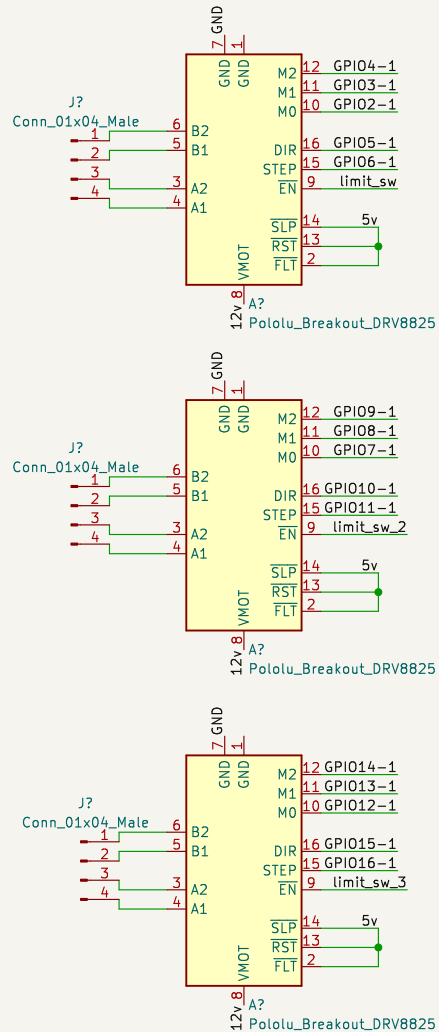 GND
7 1
GND GND
12 M2 GPIO4-1
11 M1 GPIO3-1
10 M0 GPIO2-1
J?
Conn_01x04_Male
1 6 B2
2 5 B1
3 3 A2
4 4 A1
DIR 16 GPIO5-1
STEP 15 GPIO6-1
EN 9 limit_sw
SLP 14 5v
RST 13
FLT 2
VMOT
8
12v
A?
Pololu_Breakout_DRV8825
GND
7 1
GND GND
M2 12 GPIO9-1
M1 11 GPIO8-1
M0 10 GPIO7-1
J?
Conn_01x04_Male
1 6 B2
2 5 B1
3 3 A2
4 4 A1
DIR 16 GPIO10-1
STEP 15 GPIO11-1
EN 9 limit_sw_2
SLP 14 5v
RST 13
FLT 2
VMOT
8
12v
A?
Pololu_Breakout_DRV8825
GND
7 1
GND GND
M2 12 GPIO14-1
M1 11 GPIO13-1
M0 10 GPIO12-1
J?
Conn_01x04_Male
1 6 B2
2 5 B1
3 3 A2
4 4 A1
DIR 16 GPIO15-1
STEP 15 GPIO16-1
EN 9 limit_sw_3
SLP 14 5v
RST 13
FLT 2
VMOT
8
12v
A?
Pololu_Breakout_DRV8825